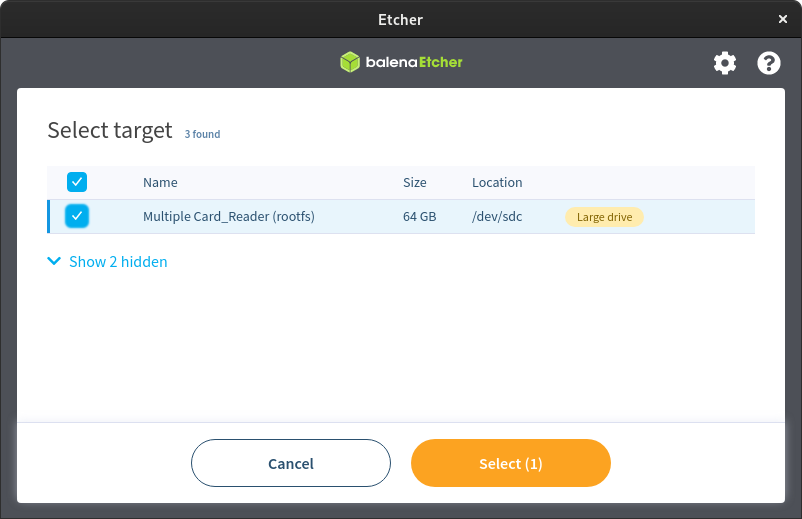 Etcher
balenaEtcher
Select target 3 found
Name Size Location
Multiple Card_Reader (rootfs) 64 GB /dev/sdc Large drive
Show 2 hidden
Cancel Select (1)